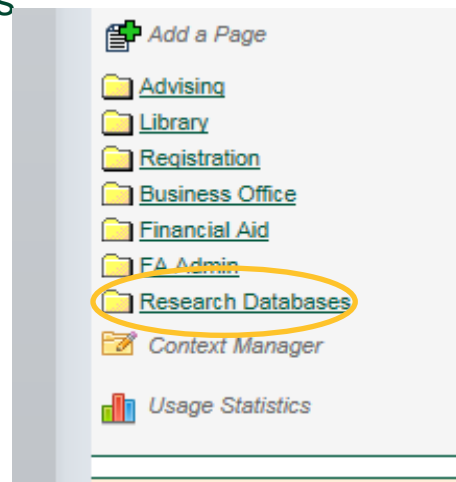 s
Add a Page
Advising
Library
Registration
Business Office
Financial Aid
FA Admin
Research Databases
Context Manager
Usage Statistics